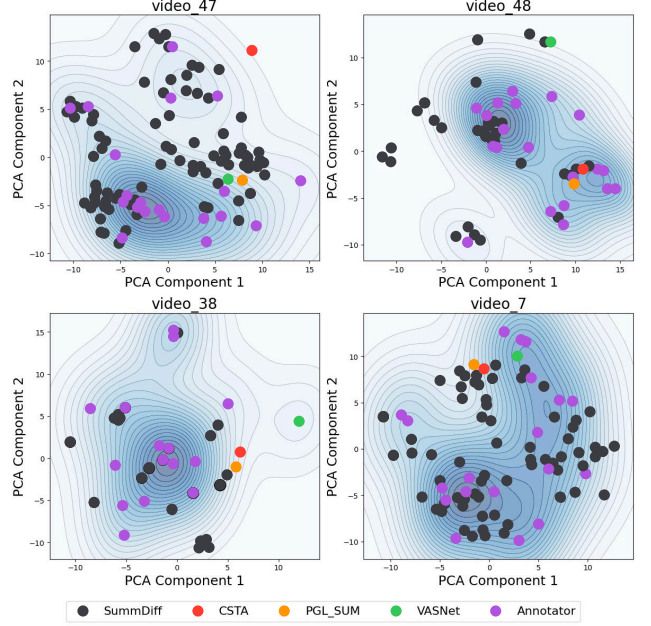 video_47
video_48
15
10
5
0
−5
−10
PCA Component 2
−10
−5
0
5
10
15
PCA Component 1
10
5
0
−5
−10
PCA Component 2
−10
−5
0
5
10
15
PCA Component 1
video_38
video_7
15
10
5
0
−5
−10
PCA Component 2
−10
−5
0
5
10
PCA Component 1
10
5
0
−5
−10
PCA Component 2
−10
−5
0
5
10
PCA Component 1
SummDiff
CSTA
PGL_SUM
VASNet
Annotator